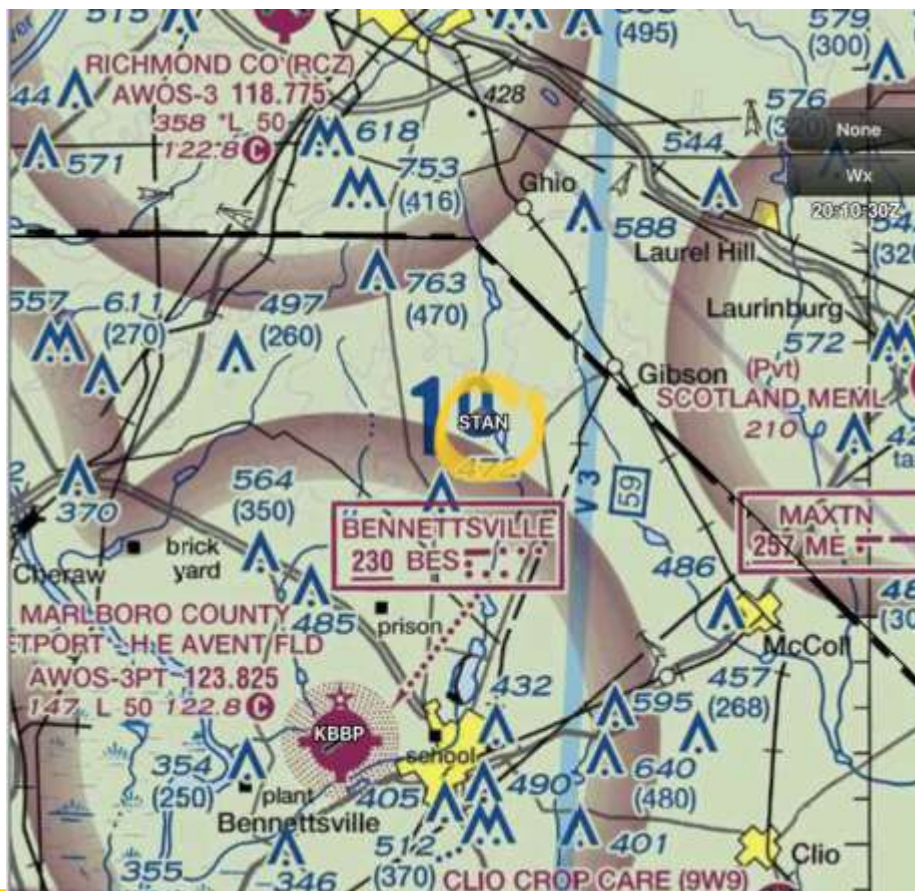 515
(495)
579
(300)
RICHMOND CO (RCZ)
AWOS-3 118.775
358 *L 50
122.8 C
44
571
618
753
(416)
428
576
544
None
Wx
20:10:30Z
Ghio
588
Laurel Hill
Laurinburg
572
557
611
(270)
497
(260)
763
(470)
Gibson
(Pvt)
SCOTLAND MEML
210
STAN
472
V 3
59
370
564
(350)
BENNETTSVILLE
230 BES
MAXTN
257 ME
brick
yard
Cheraw
485
prison
486
McColl
MARLBORO COUNTY
ETPORT - H.E AVENT FLD
AWOS-3PT 123.825
147 L 50 122.8 C
KBBP
432
595
457
(268)
school
354
(250)
plant
405
490
640
(480)
Bennettsville
512
(370)
401
Clio
355
346
CLIO CROP CARE (9W9)